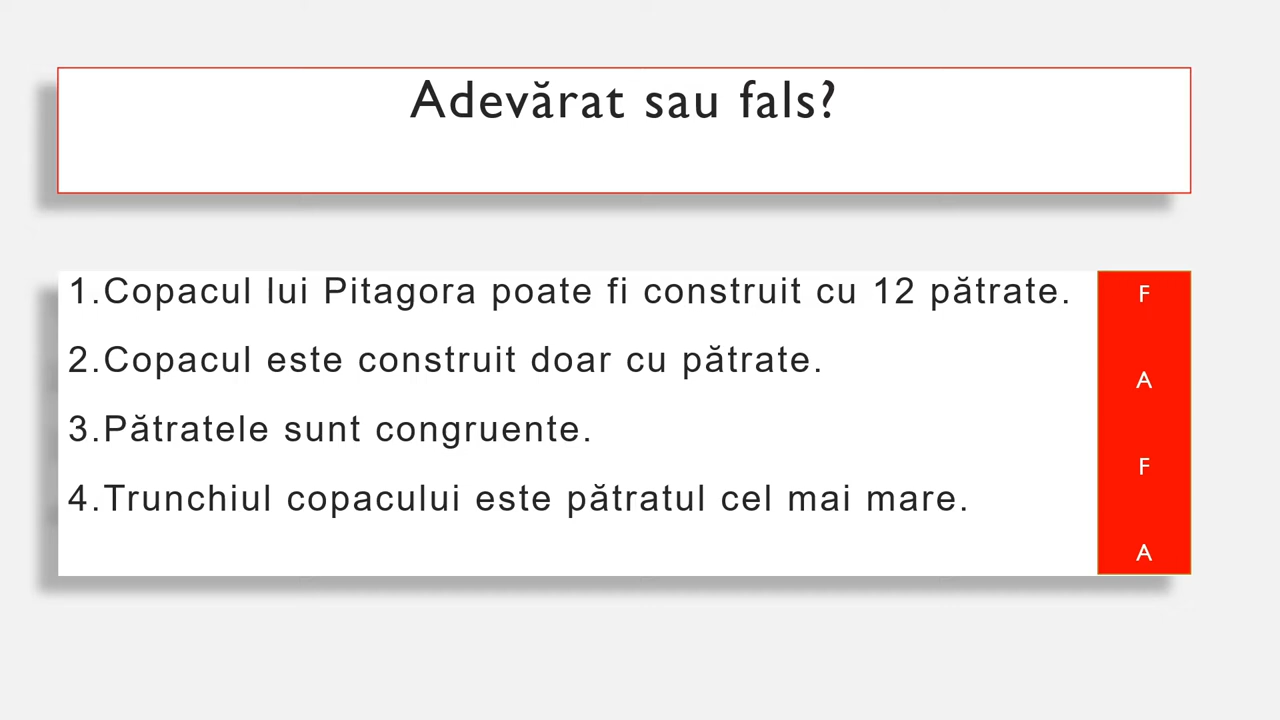 Adevărat sau fals?
1.Copacul lui Pitagora poate fi construit cu 12 pătrate.
F
2.Copacul este construit doar cu pătrate.
A
3.Pătratele sunt congruente.
F
4.Trunchiul copacului este pătratul cel mai mare.
A